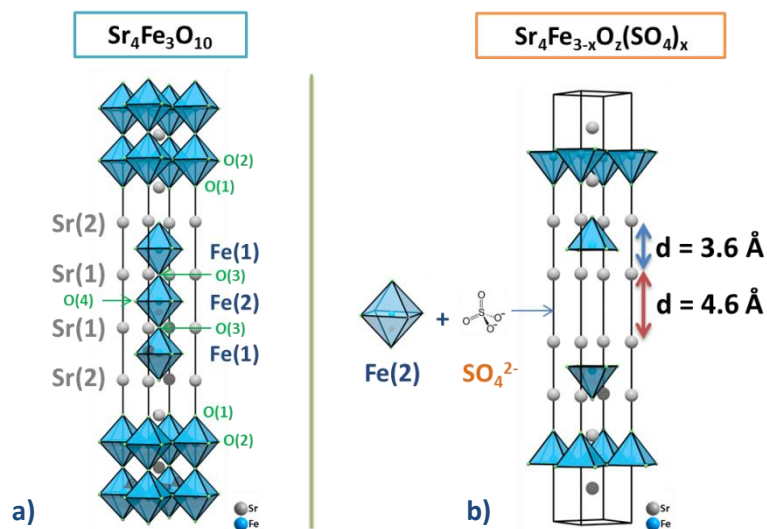 Sr₄Fe₃O₁₀
O(2)
O(1)
Sr(2)
Fe(1)
Sr(1)
O(3)
O(4)
Fe(2)
Sr(1)
O(3)
Fe(1)
Sr(2)
O(1)
O(2)
a)
Sr
Fe
Sr₄Fe₃₋ₓO_z(SO₄)ₓ
d = 3.6 Å
d = 4.6 Å
+
O
O
S
O⁻
O⁻
Fe(2)
SO₄²⁻
b)
Sr
Fe